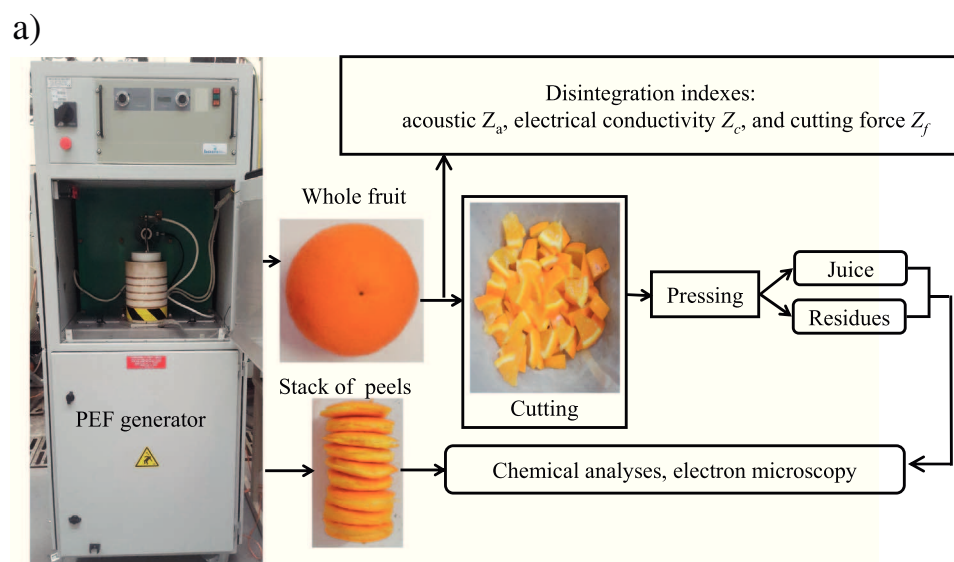 a)
Disintegration indexes:
acoustic Za, electrical conductivity Zc, and cutting force Zf
Whole fruit
Juice
Pressing
Residues
Stack of peels
Cutting
PEF generator
Chemical analyses, electron microscopy